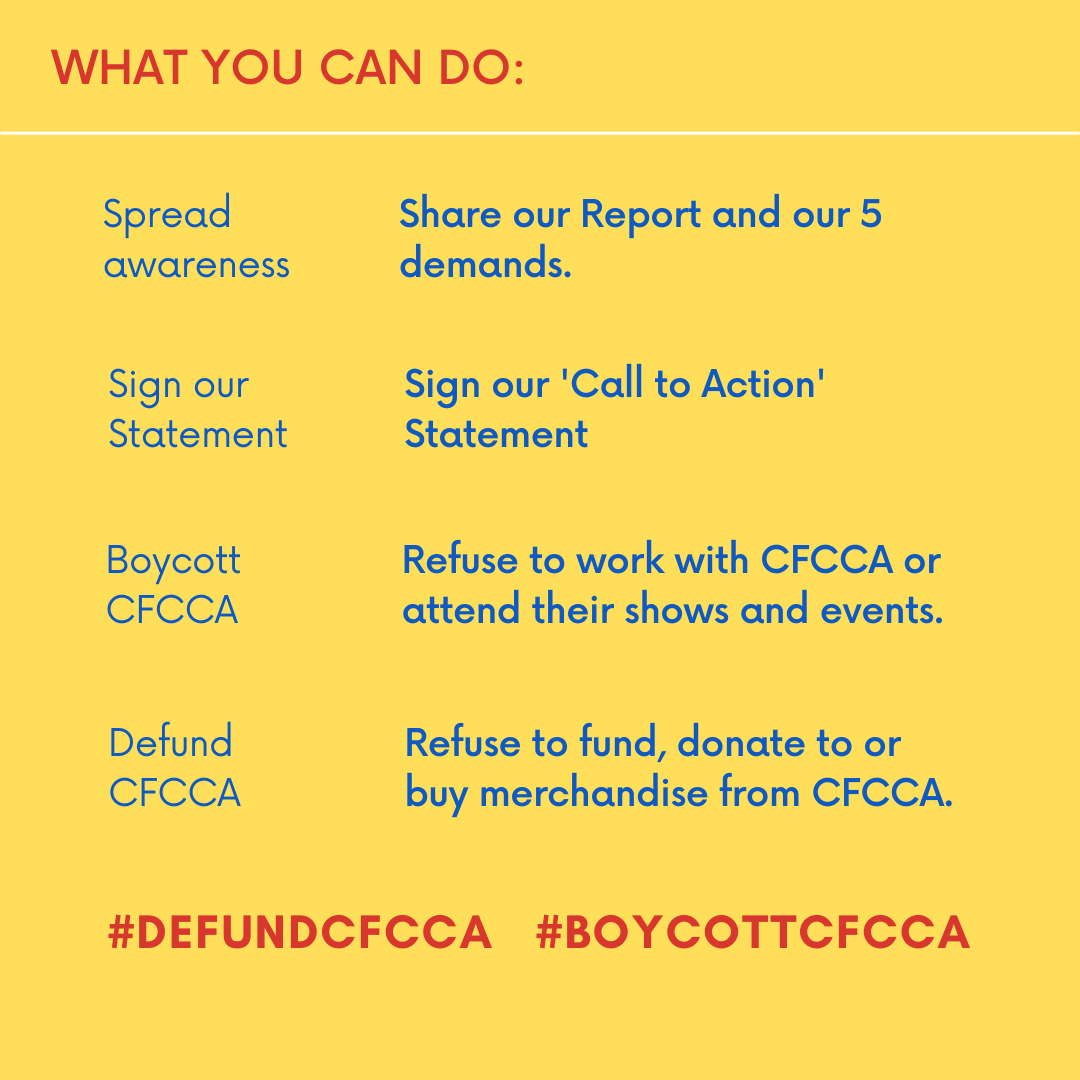 WHAT YOU CAN DO:
Spread
awareness
Share our Report and our 5
demands.
Sign our
Statement
Sign our 'Call to Action'
Statement
Boycott
CFCCA
Refuse to work with CFCCA or
attend their shows and events.
Defund
CFCCA
Refuse to fund, donate to or
buy merchandise from CFCCA.
#DEFUNDCFCCA #BOYCOTTCFCCA